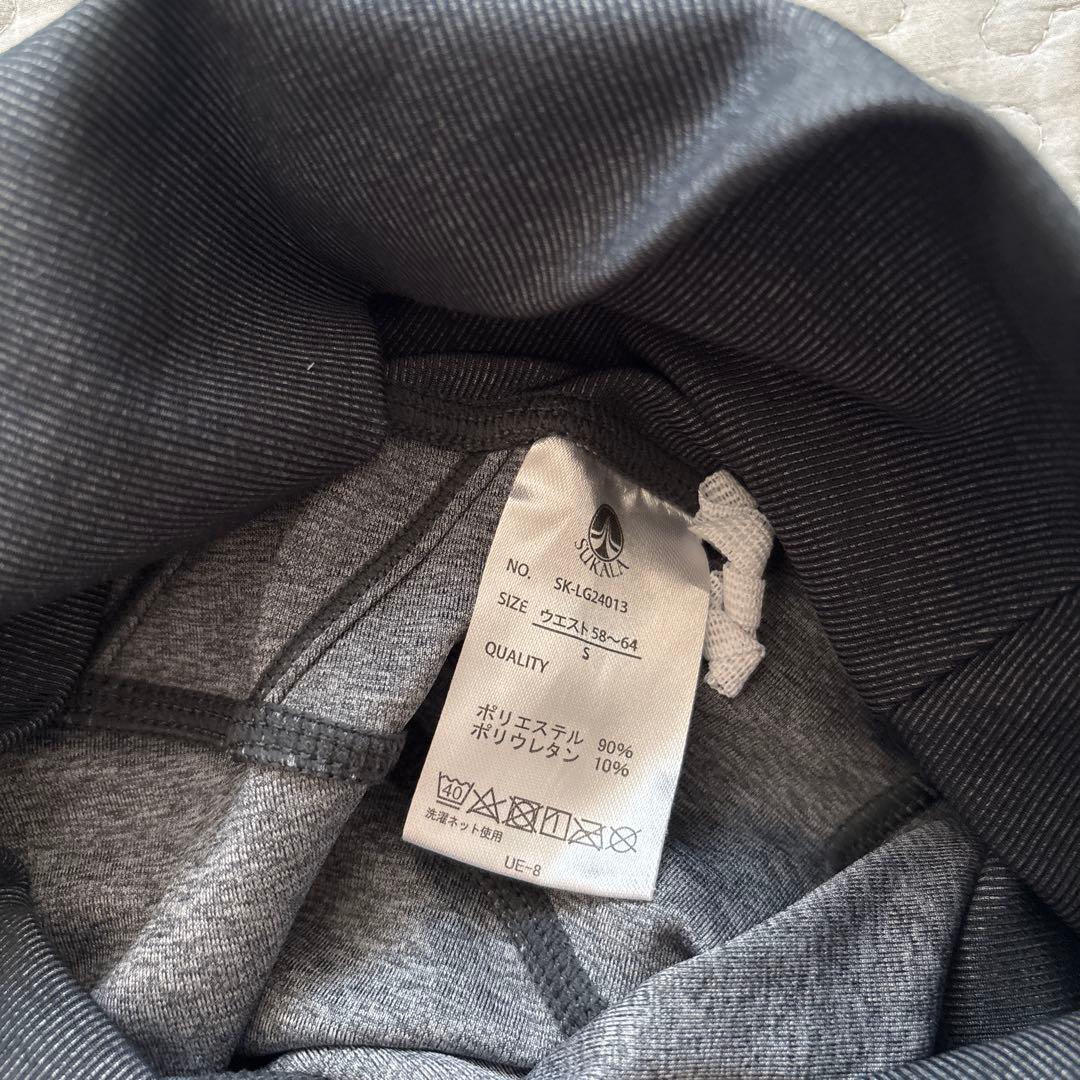 SUKALA
NO. SK-LG24013
SIZE ウエスト58〜64
S
QUALITY
ポリエステル 90%
ポリウレタン 10%
40
洗濯ネット使用
UE-8